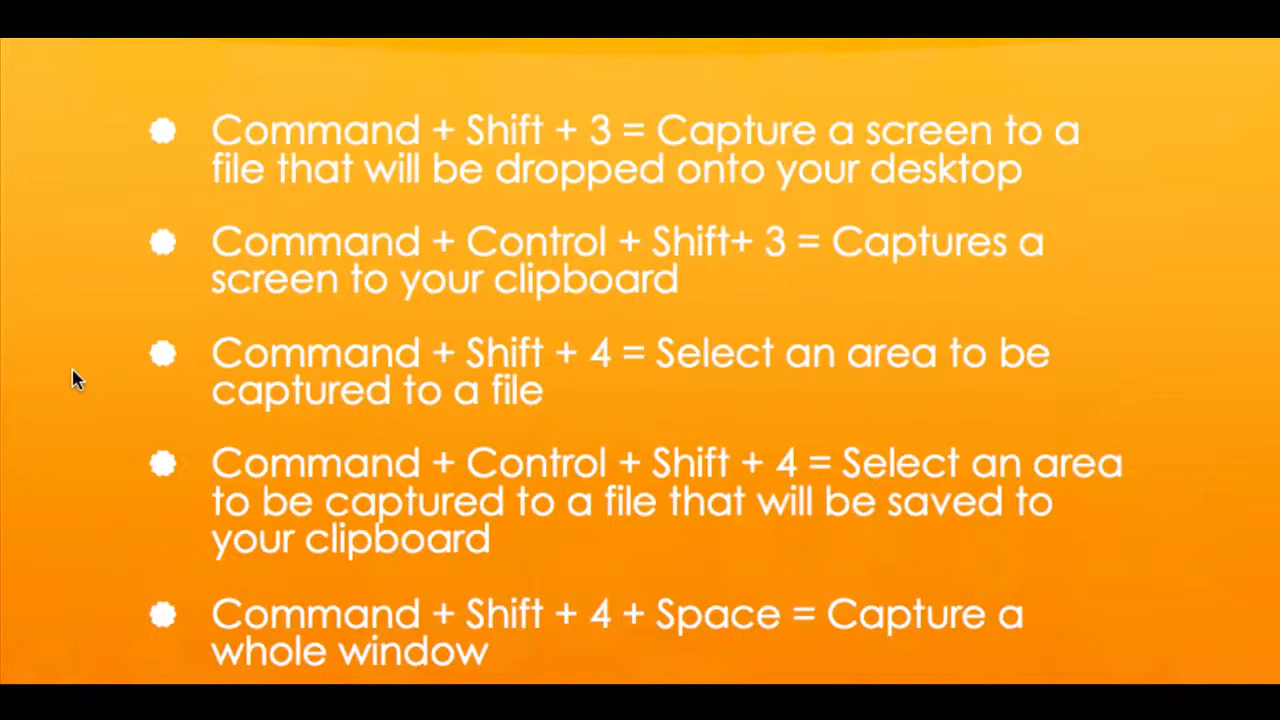 Command + Shift + 3 = Capture a screen to a
file that will be dropped onto your desktop
Command + Control + Shift+ 3 = Captures a
screen to your clipboard
Command + Shift + 4 = Select an area to be
captured to a file
Command + Control + Shift + 4 = Select an area
to be captured to a file that will be saved to
your clipboard
Command + Shift + 4 + Space = Capture a
whole window